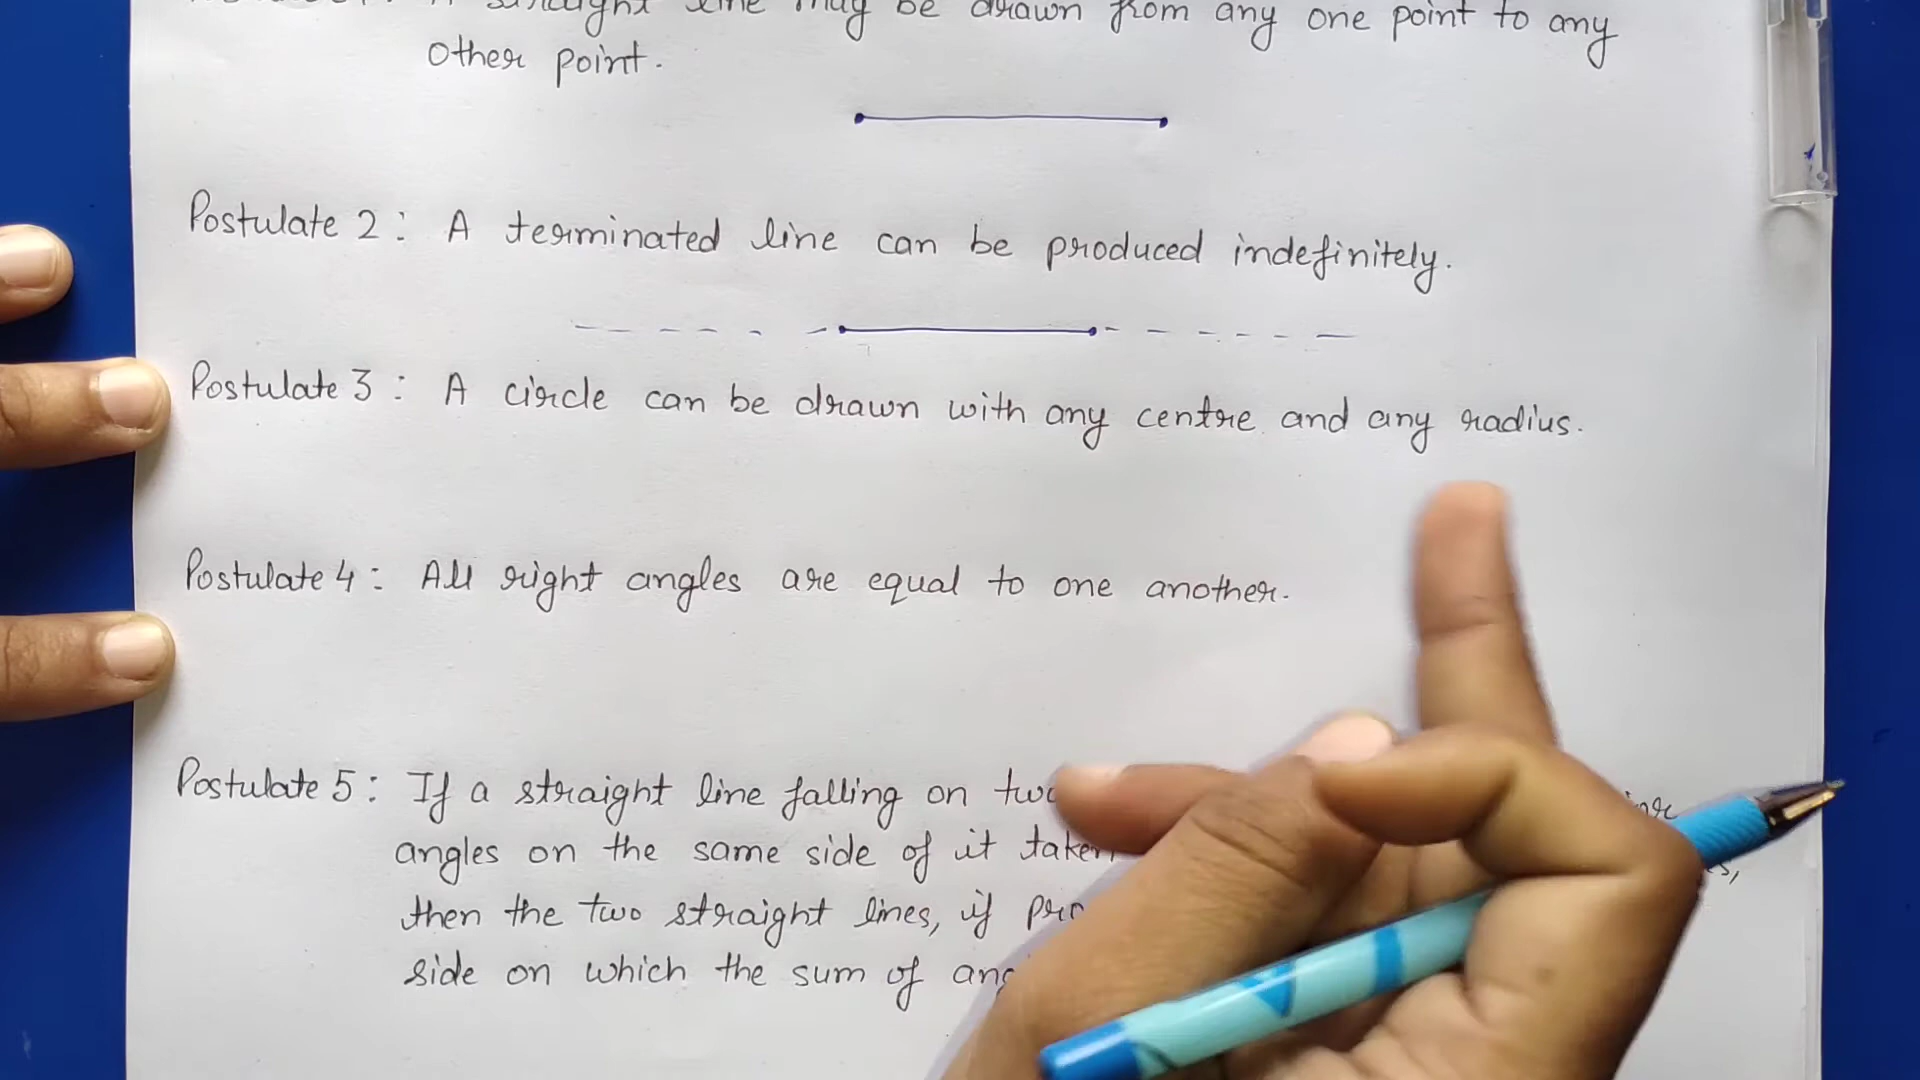 A straight line may be drawn from any one point to any
other point.
Postulate 2: A terminated line can be produced indefinitely.
Postulate 3: A circle can be drawn with any centre and any radius.
Postulate 4: All right angles are equal to one another.
Postulate 5: If a straight line falling on two
angles on the same side of it taken
then the two straight lines, if
side on which the sum of